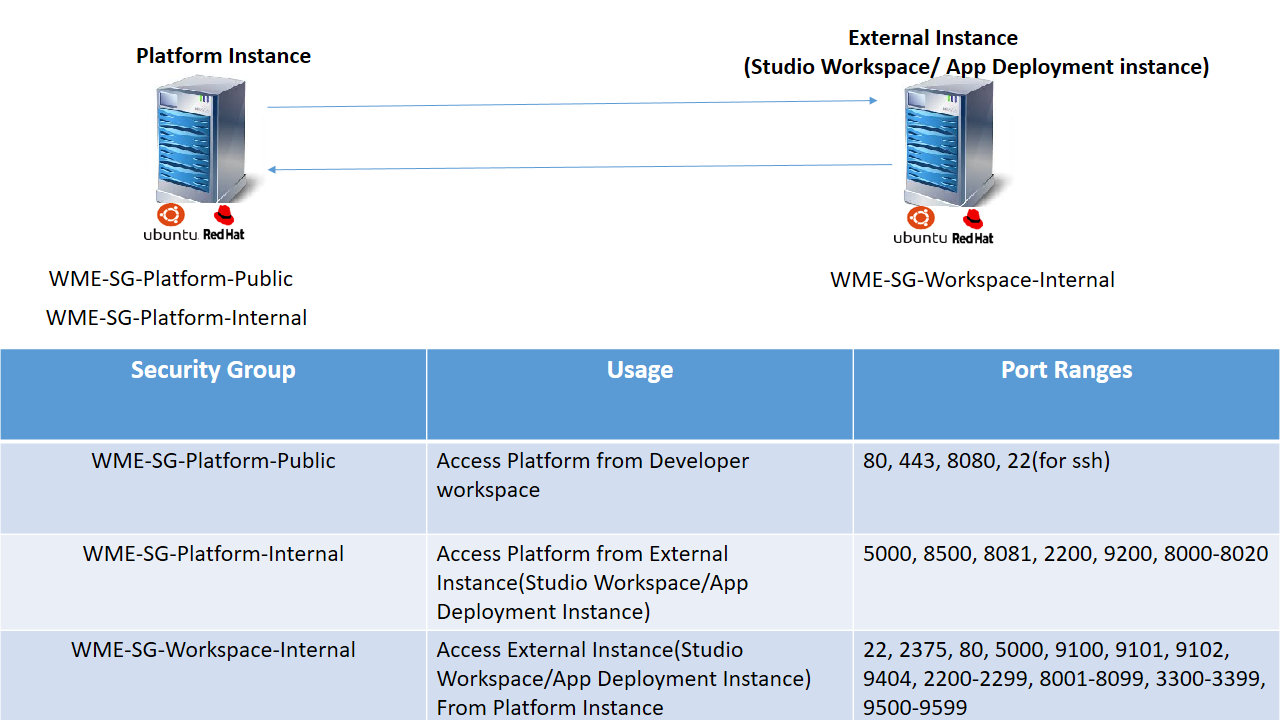 Platform Instance
External Instance
(Studio Workspace/ App Deployment instance)
ubuntu RedHat
ubuntu RedHat
WME-SG-Platform-Public
WME-SG-Workspace-Internal
WME-SG-Platform-Internal
Security Group
Usage
Port Ranges
WME-SG-Platform-Public
Access Platform from Developer
workspace
80, 443, 8080, 22(for ssh)
WME-SG-Platform-Internal
Access Platform from External
Instance(Studio Workspace/App
Deployment Instance)
5000, 8500, 8081, 2200, 9200, 8000-8020
WME-SG-Workspace-Internal
Access External Instance(Studio
Workspace/App Deployment Instance)
From Platform Instance
22, 2375, 80, 5000, 9100, 9101, 9102,
9404, 2200-2299, 8001-8099, 3300-3399,
9500-9599